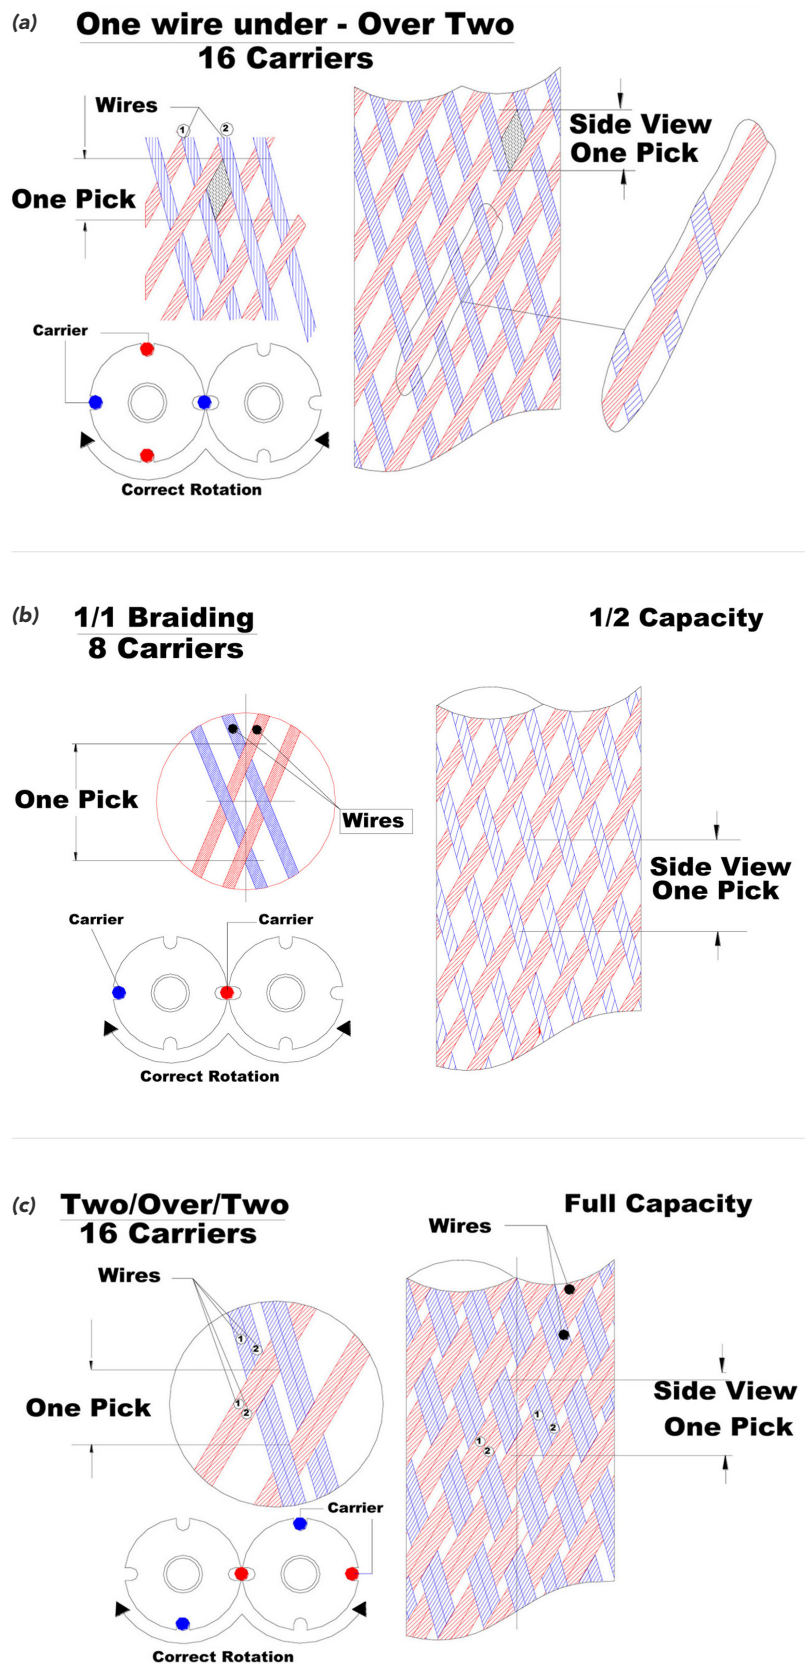 (a)
One wire under - Over Two
16 Carriers
Wires
1
2
One Pick
Side View
One Pick
Carrier
Correct Rotation
(b)
1/1 Braiding
8 Carriers
1/2 Capacity
One Pick
Wires
Side View
One Pick
Carrier
Carrier
Correct Rotation
(c)
Two/Over/Two
16 Carriers
Full Capacity
Wires
Wires
1
2
1
2
One Pick
Side View
One Pick
1
2
1
2
Carrier
Correct Rotation